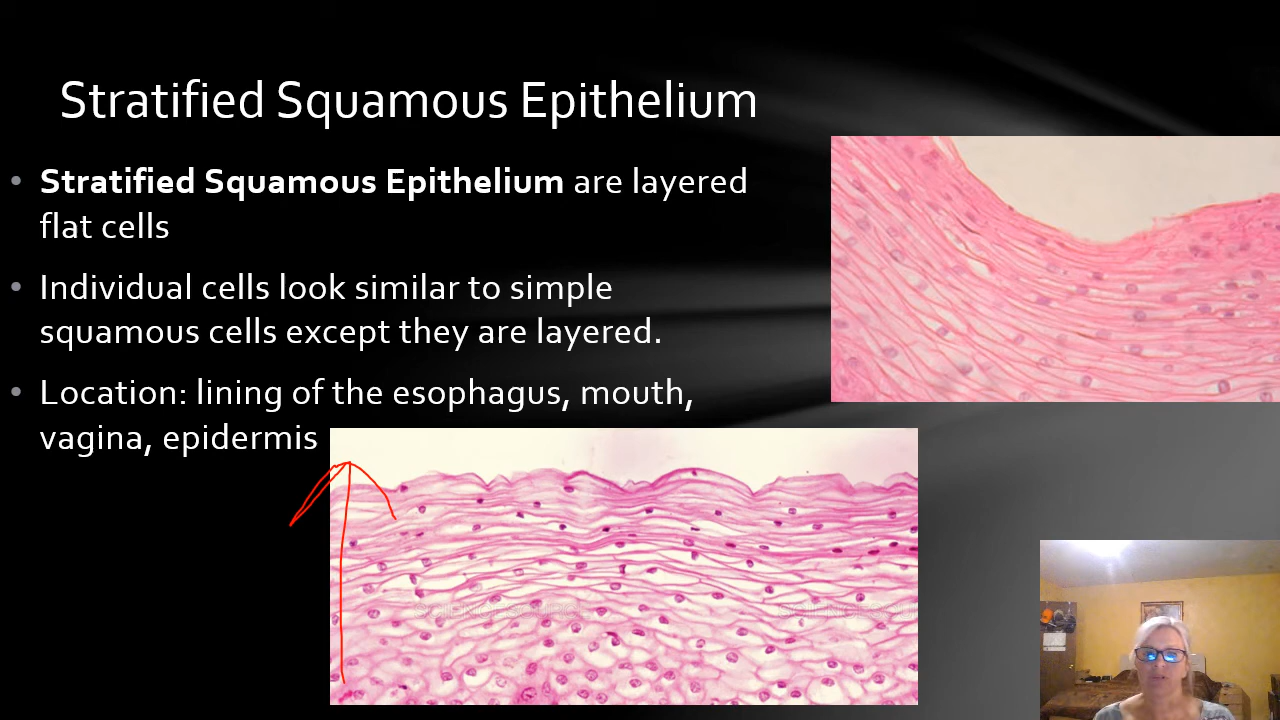 Stratified Squamous Epithelium
• Stratified Squamous Epithelium are layered
flat cells
• Individual cells look similar to simple
squamous cells except they are layered.
• Location: lining of the esophagus, mouth,
vagina, epidermis